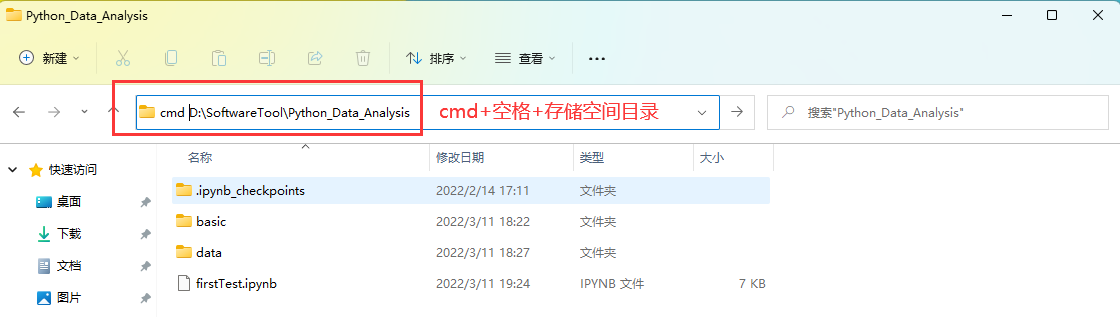 Python_Data_Analysis
新建 排序 查看 ...
cmd D:\SoftwareTool\Python_Data_Analysis cmd+空格+存储空间目录 搜索"Python_Data_Analysis"
名称 修改日期 类型 大小
快速访问
桌面
下载
文档
图片
.ipynb_checkpoints 2022/2/14 17:11 文件夹
basic 2022/3/11 18:22 文件夹
data 2022/3/11 18:27 文件夹
firstTest.ipynb 2022/3/11 19:24 IPYNB 文件 7 KB